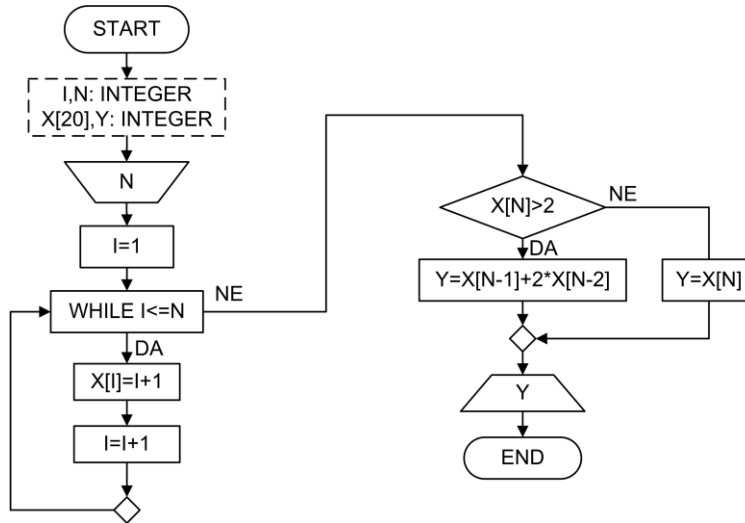 START
I,N: INTEGER
X[20],Y: INTEGER
N
I=1
WHILE I<=N
NE
DA
X[I]=I+1
I=I+1
X[N]>2
NE
DA
Y=X[N-1]+2*X[N-2]
Y=X[N]
Y
END